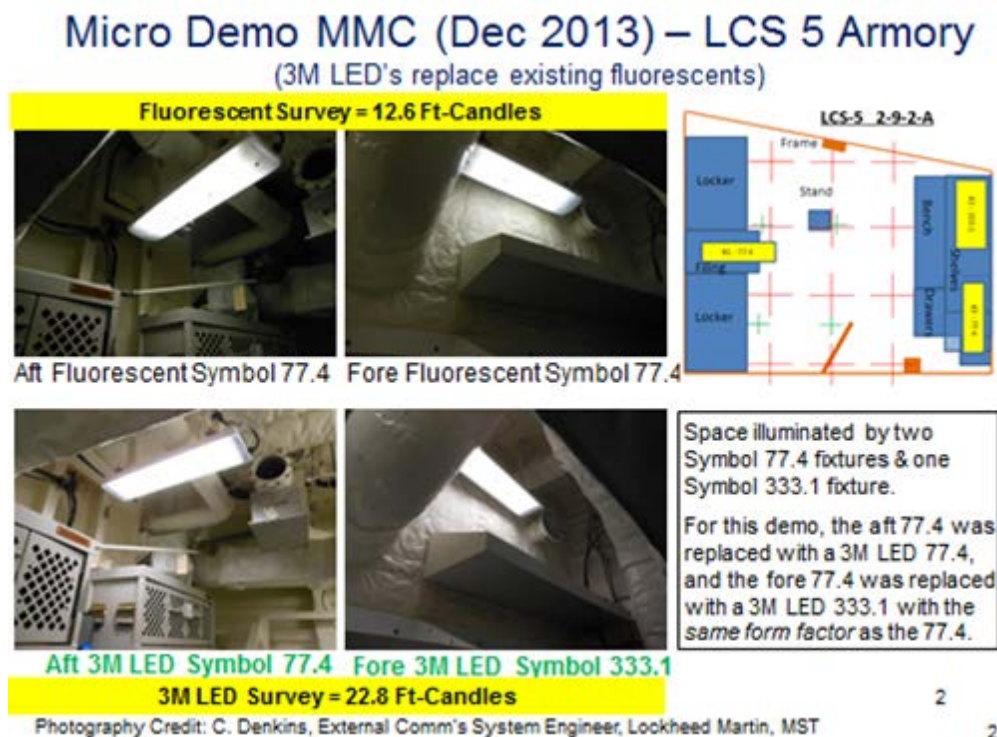 Micro Demo MMC (Dec 2013) – LCS 5 Armory
(3M LED's replace existing fluorescents)
Fluorescent Survey = 12.6 Ft-Candles
LCS-5 2-9-2-A
Frame
Locker
Stand
Bench
Shelves
Filing
Locker
Drawers
Aft Fluorescent Symbol 77.4
Fore Fluorescent Symbol 77.4
Space illuminated by two
Symbol 77.4 fixtures & one
Symbol 333.1 fixture.
For this demo, the aft 77.4 was
replaced with a 3M LED 77.4,
and the fore 77.4 was replaced
with a 3M LED 333.1 with the
same form factor as the 77.4.
Aft 3M LED Symbol 77.4
Fore 3M LED Symbol 333.1
3M LED Survey = 22.8 Ft-Candles
2
Photography Credit: C. Denkins, External Comm's System Engineer, Lockheed Martin, MST
2